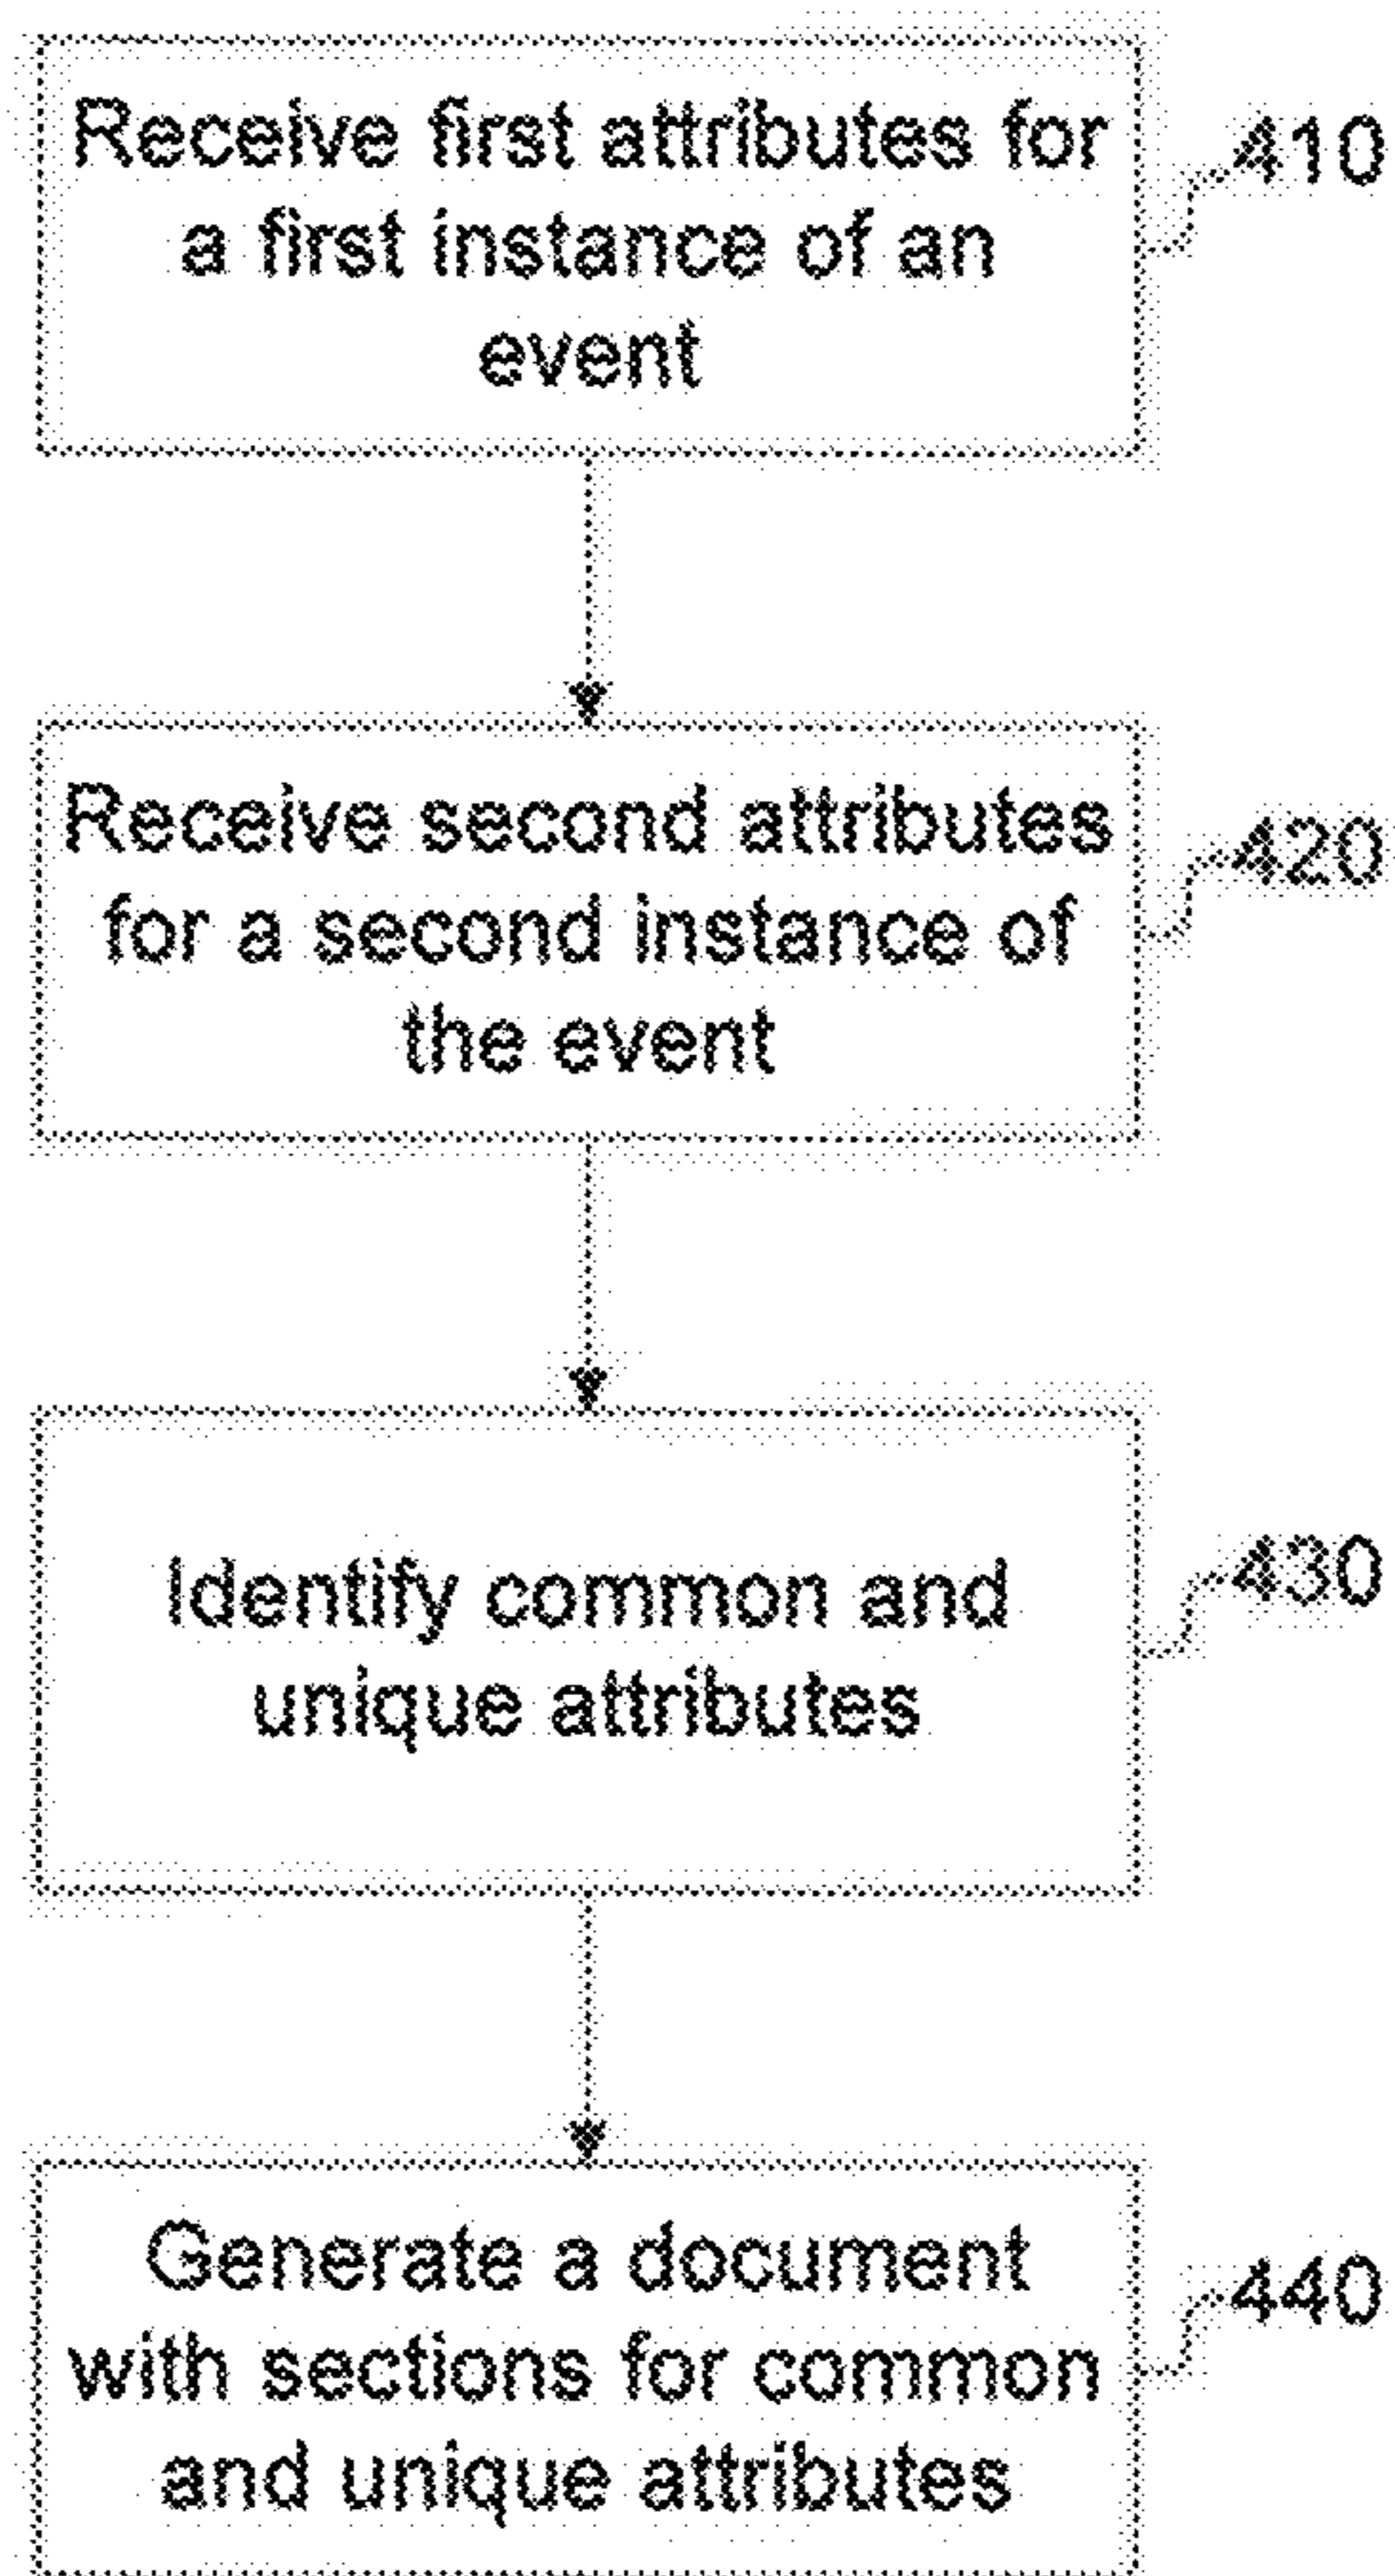 Receive first attributes for
a first instance of an
event
410
Receive second attributes
for a second instance of
the event
420
Identify common and
unique attributes
430
Generate a document
with sections for common
and unique attributes
440